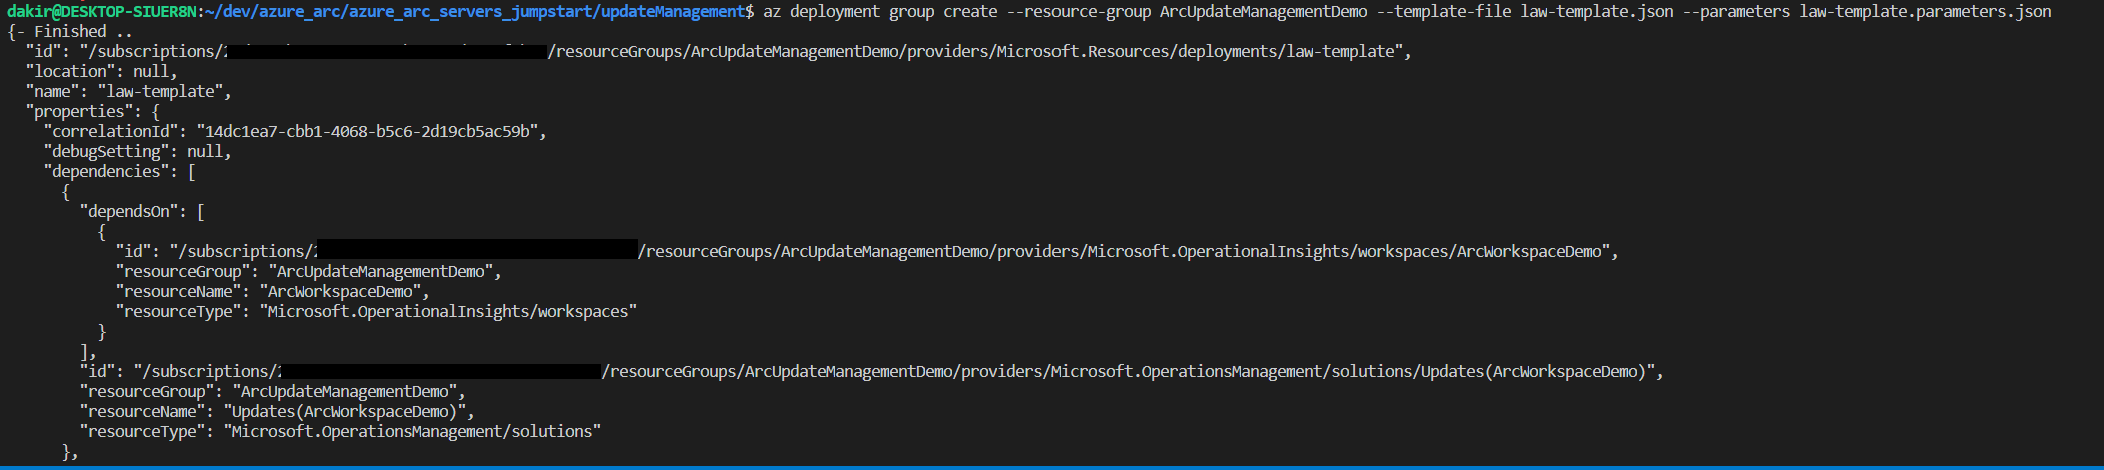 dakir@DESKTOP-SIUER8N:~/dev/azure_arc/azure_arc_servers_jumpstart/updateManagement$ az deployment group create --resource-group ArcUpdateManagementDemo --template-file law-template.json --parameters law-template.parameters.json
{- Finished ..
"id": "/subscriptions/2/resourceGroups/ArcUpdateManagementDemo/providers/Microsoft.Resources/deployments/law-template",
"location": null,
"name": "law-template",
"properties": {
"correlationId": "14dc1ea7-cbb1-4068-b5c6-2d19cb5ac59b",
"debugSetting": null,
"dependencies": [
{
"dependsOn": [
{
"id": "/subscriptions/2/resourceGroups/ArcUpdateManagementDemo/providers/Microsoft.OperationalInsights/workspaces/ArcWorkspaceDemo",
"resourceGroup": "ArcUpdateManagementDemo",
"resourceName": "ArcWorkspaceDemo",
"resourceType": "Microsoft.OperationalInsights/workspaces"
}
],
"id": "/subscriptions/2/resourceGroups/ArcUpdateManagementDemo/providers/Microsoft.OperationsManagement/solutions/Updates(ArcWorkspaceDemo)",
"resourceGroup": "ArcUpdateManagementDemo",
"resourceName": "Updates(ArcWorkspaceDemo)",
"resourceType": "Microsoft.OperationsManagement/solutions"
},